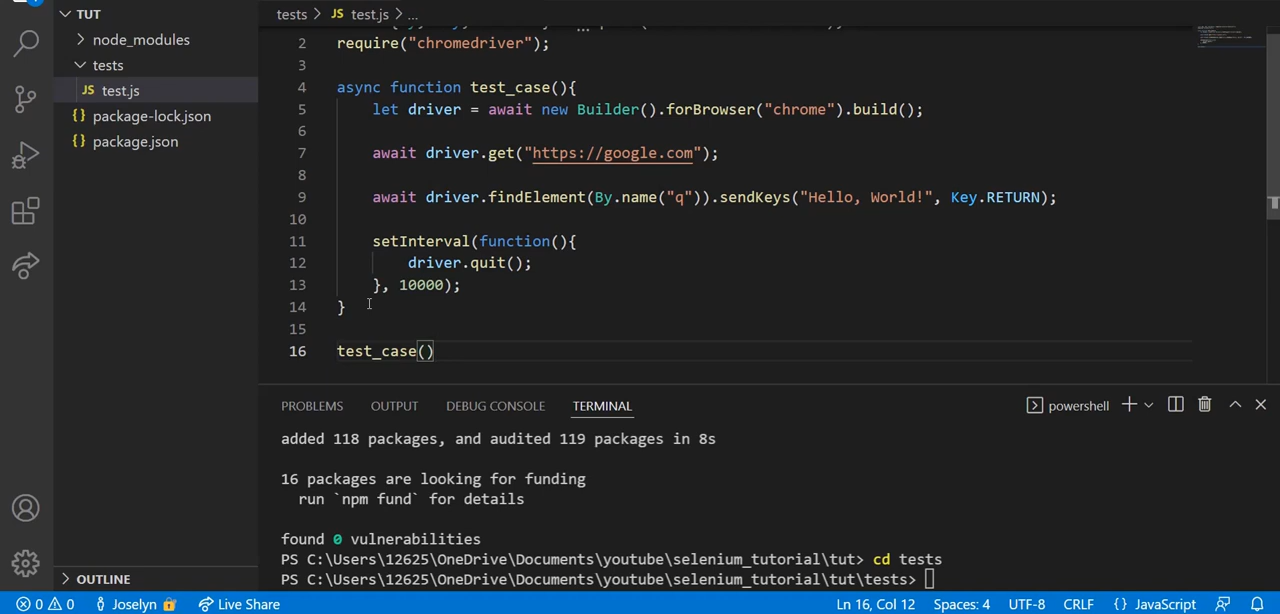 TUT
node_modules
tests
JS test.js
{} package-lock.json
{} package.json
OUTLINE
tests > JS test.js > ...
2 require("chromedriver");
3
4 async function test_case(){
5 let driver = await new Builder().forBrowser("chrome").build();
6
7 await driver.get("https://google.com");
8
9 await driver.findElement(By.name("q")).sendKeys("Hello, World!", Key.RETURN);
10
11 setInterval(function(){
12 driver.quit();
13 }, 10000);
14 }
15
16 test_case()
PROBLEMS OUTPUT DEBUG CONSOLE TERMINAL powershell
added 118 packages, and audited 119 packages in 8s
16 packages are looking for funding
run `npm fund` for details
found 0 vulnerabilities
PS C:\Users\12625\OneDrive\Documents\youtube\selenium_tutorial\tut> cd tests
PS C:\Users\12625\OneDrive\Documents\youtube\selenium_tutorial\tut\tests>
0 0 Joselyn Live Share Ln 16, Col 12 Spaces: 4 UTF-8 CRLF {} JavaScript